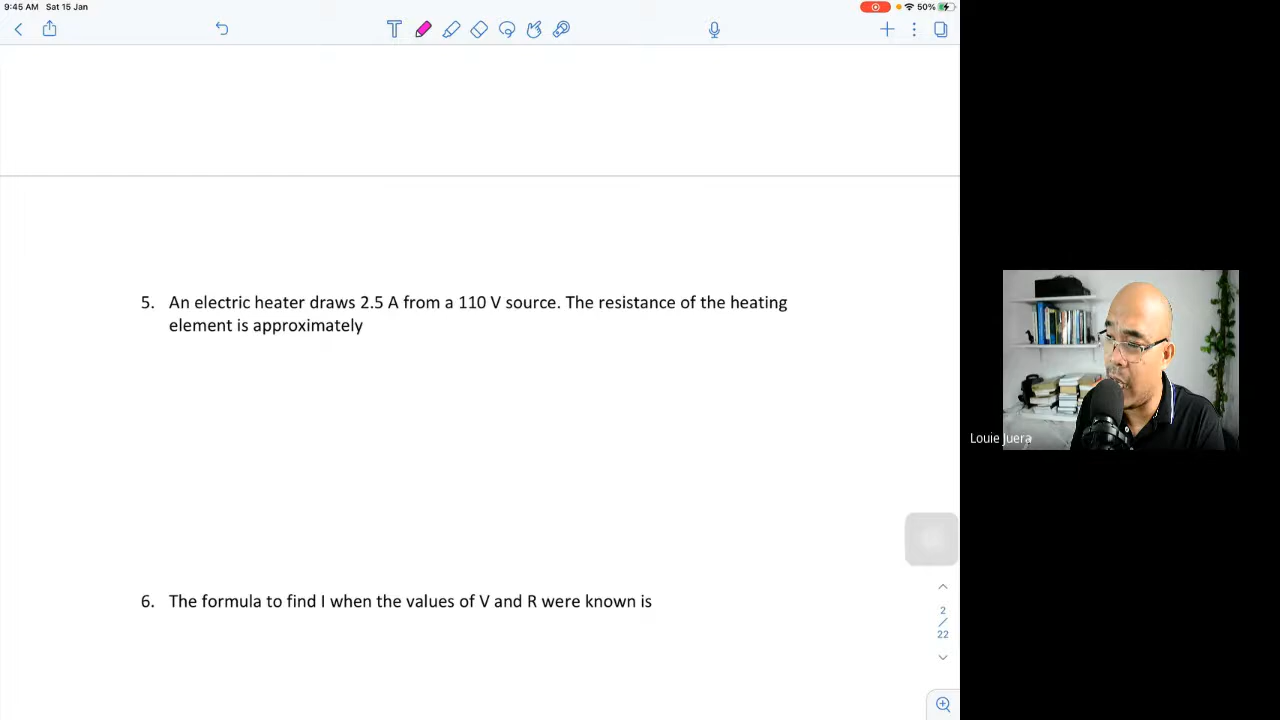 9:45 AM Sat 15 Jan
50%
5. An electric heater draws 2.5 A from a 110 V source. The resistance of the heating
element is approximately
Louie Juera
6. The formula to find I when the values of V and R were known is
2
/
22